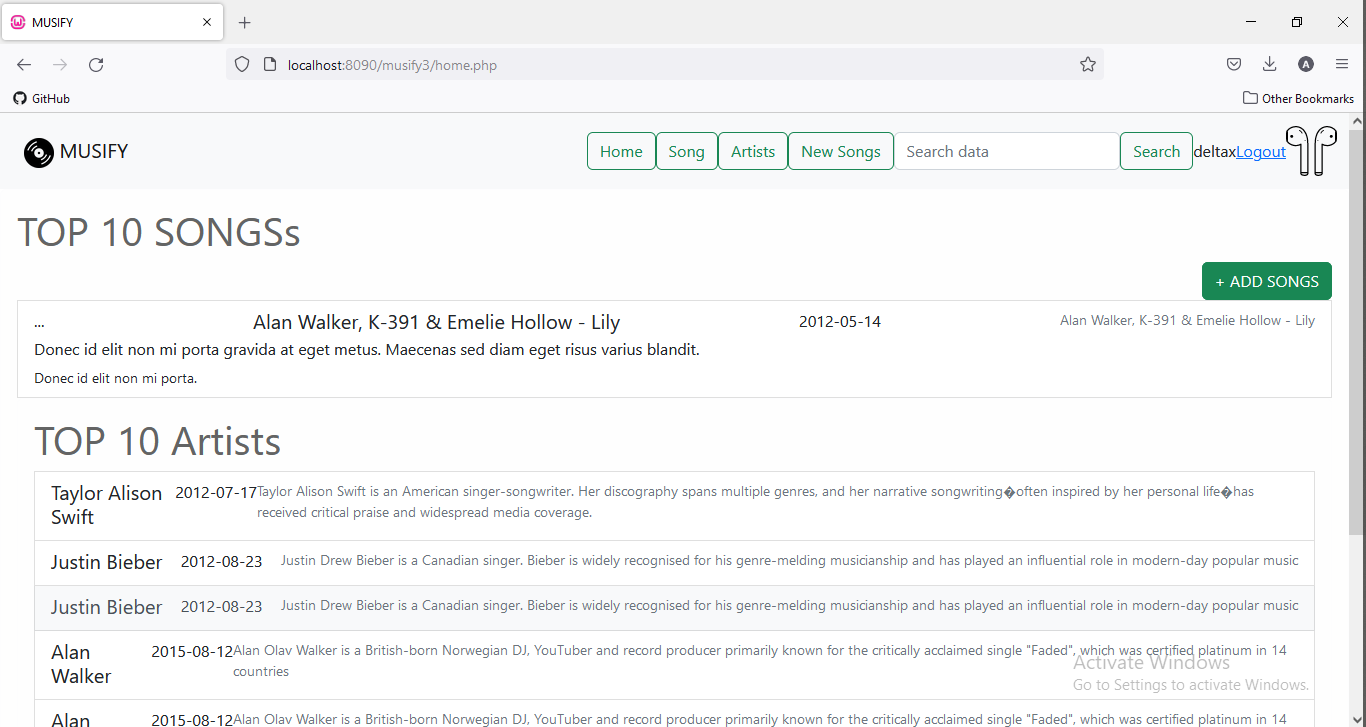 MUSIFY
localhost:8090/musify3/home.php
A
GitHub
Other Bookmarks
MUSIFY
Home
Song
Artists
New Songs
Search data
Search
deltaxLogout
TOP 10 SONGSs
+ ADD SONGS
...
Alan Walker, K-391 & Emelie Hollow - Lily
2012-05-14
Alan Walker, K-391 & Emelie Hollow - Lily
Donec id elit non mi porta gravida at eget metus. Maecenas sed diam eget risus varius blandit.
Donec id elit non mi porta.
TOP 10 Artists
Taylor Alison
Swift
2012-07-17
Taylor Alison Swift is an American singer-songwriter. Her discography spans multiple genres, and her narrative songwriting�often inspired by her personal life�has
received critical praise and widespread media coverage.
Justin Bieber
2012-08-23
Justin Drew Bieber is a Canadian singer. Bieber is widely recognised for his genre-melding musicianship and has played an influential role in modern-day popular music
Justin Bieber
2012-08-23
Justin Drew Bieber is a Canadian singer. Bieber is widely recognised for his genre-melding musicianship and has played an influential role in modern-day popular music
Alan
Walker
2015-08-12
Alan Olav Walker is a British-born Norwegian DJ, YouTuber and record producer primarily known for the critically acclaimed single "Faded", which was certified platinum in 14
countries
Activate Windows
Go to Settings to activate Windows.
Alan
2015-08-12
Alan Olav Walker is a British-born Norwegian DJ, YouTuber and record producer primarily known for the critically acclaimed single "Faded", which was certified platinum in 14